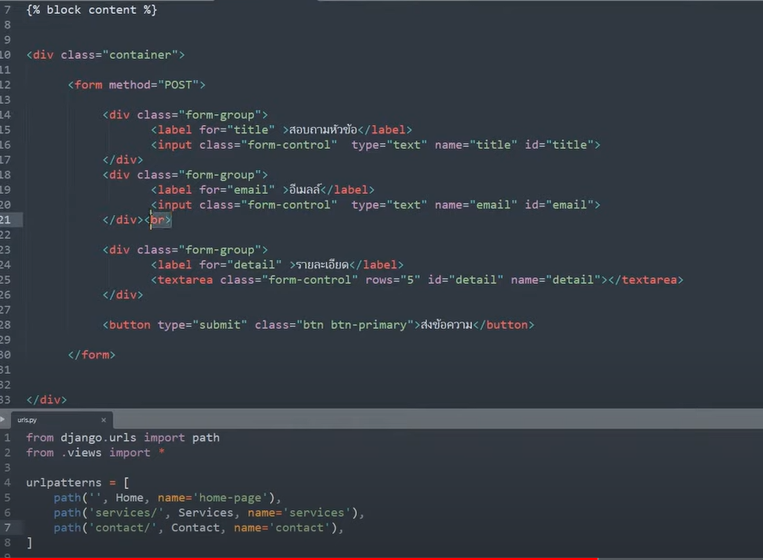 7 {% block content %}
8
9
10 <div class="container">
11
12 <form method="POST">
13
14 <div class="form-group">
15 <label for="title" >สอบถามหัวข้อ</label>
16 <input class="form-control"  type="text" name="title" id="title">
17 </div>
18 <div class="form-group">
19 <label for="email" >อีเมลล์</label>
20 <input class="form-control"  type="text" name="email" id="email">
21 </div><br>
22
23 <div class="form-group">
24 <label for="detail" >รายละเอียด</label>
25 <textarea class="form-control" rows="5" id="detail" name="detail"></textarea>
26 </div>
27
28 <button type="submit" class="btn btn-primary">ส่งข้อความ</button>
29
30 </form>
31
32
33 </div>
urls.py ×
1 from django.urls import path
2 from .views import *
3
4 urlpatterns = [
5 path('', Home, name='home-page'),
6 path('services/', Services, name='services'),
7 path('contact/', Contact, name='contact'),
8 ]
9